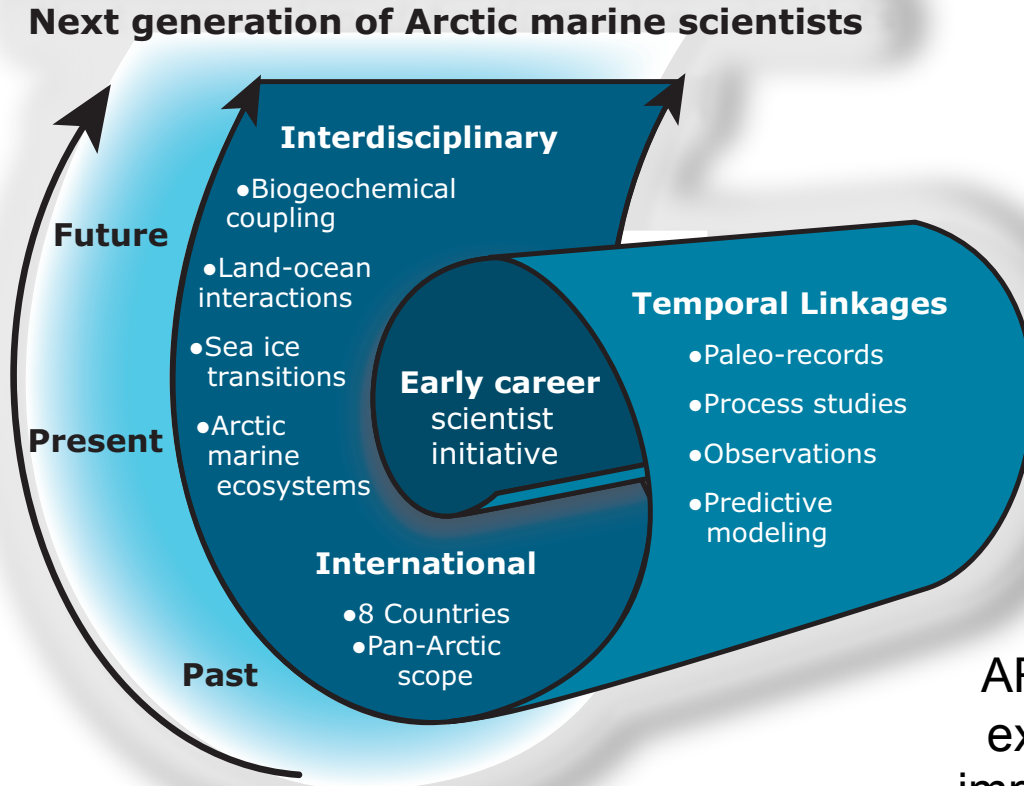 Next generation of Arctic marine scientists
Interdisciplinary
●Biogeochemical
coupling
●Land-ocean
interactions
●Sea ice
transitions
●Arctic
marine
ecosystems
Future
Present
Past
Early career
scientist
initiative
International
●8 Countries
●Pan-Arctic
scope
Temporal Linkages
●Paleo-records
●Process studies
●Observations
●Predictive
modeling